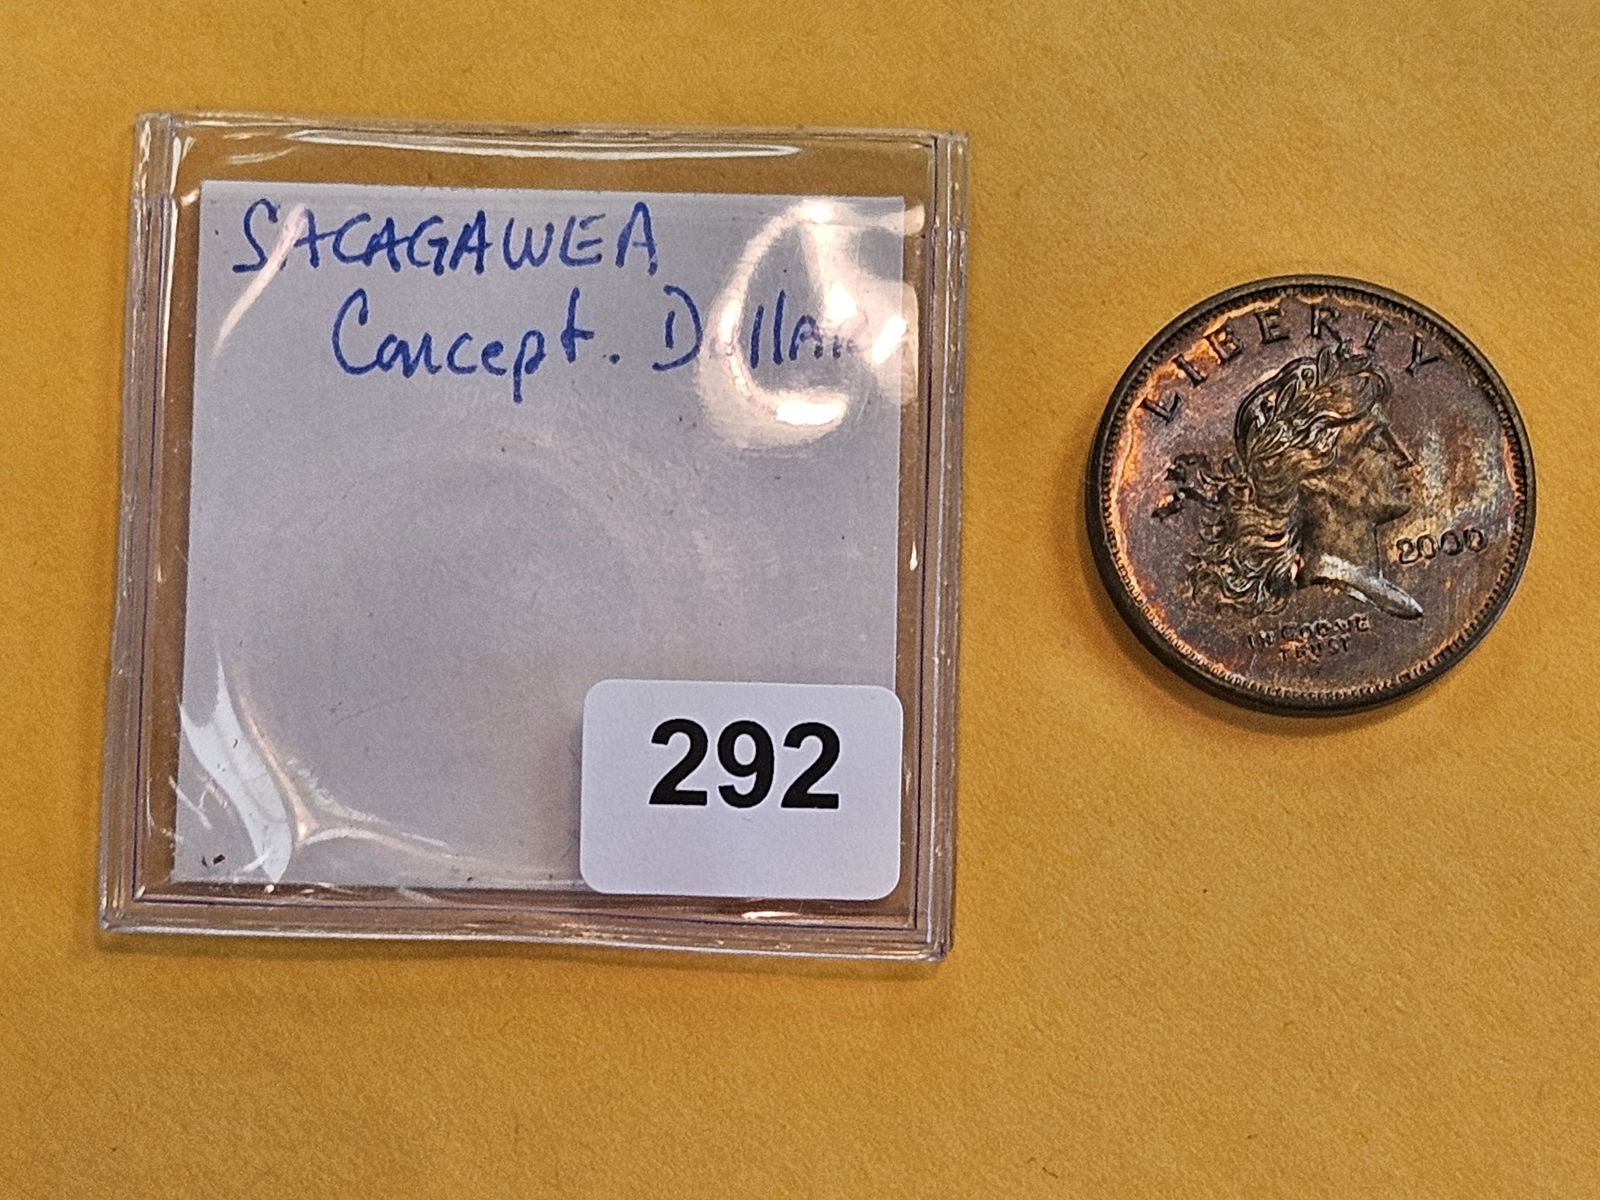 SACAGAWEA
Concept. Dollar
292
LIBERTY
2000
IN GOD WE
TRUST